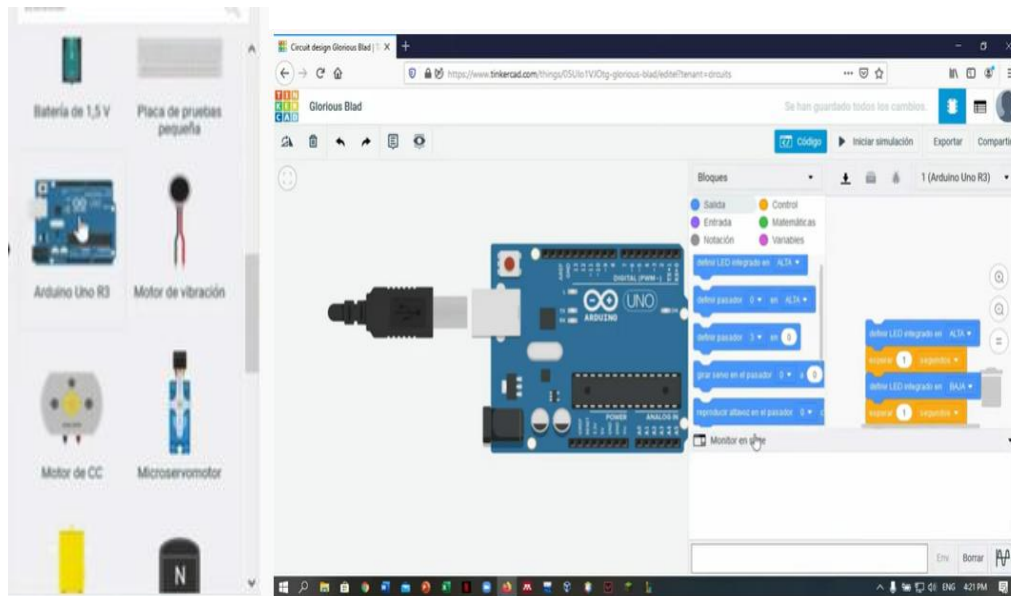 Batería de 1,5 V
Placa de pruebas
pequeña
Arduino Uno R3
Motor de vibración
Motor de CC
Microservomotor
N
Circuit design Glorious Blad | T
https://www.tinkercad.com/things/
Glorious Blad
Se han guardado todos los cambios.
Código
Iniciar simulación
Exportar
Compartir
Bloques
1 (Arduino Uno R3)
Salida
Control
Entrada
Matemáticas
Notación
Variables
definir LED integrado en ALTA
definir pasador 0 en ALTA
definir pasador 3 en 0
girar servo en el pasador 0 a 0
reproducir altavoz en el pasador 0
definir LED integrado en ALTA
esperar 1 segundos
definir LED integrado en BAJA
esperar 1 segundos
DIGITAL (PWM~)
UNO
ARDUINO
POWER
ANALOG IN
Monitor en
Env
Borrar
ENG
4:21 PM